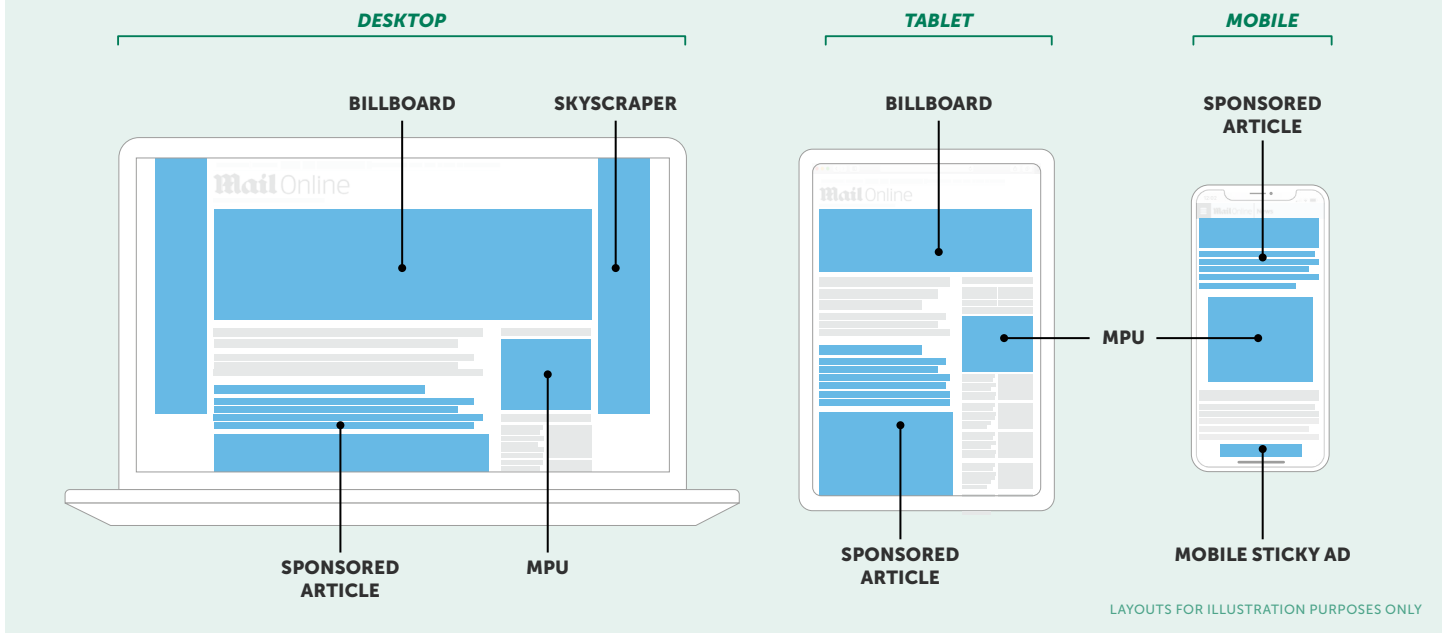 DESKTOP
TABLET
MOBILE
BILLBOARD
SKYSCRAPER
BILLBOARD
SPONSORED
ARTICLE
Mail Online
Mail Online
Mail Online
MPU
SPONSORED
ARTICLE
MPU
SPONSORED
ARTICLE
MOBILE STICKY AD
LAYOUTS FOR ILLUSTRATION PURPOSES ONLY